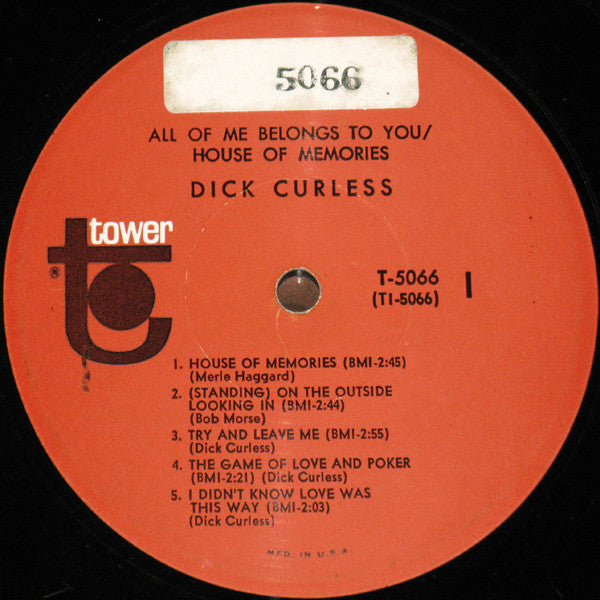 5066
ALL OF ME BELONGS TO YOU/
HOUSE OF MEMORIES
DICK CURLESS
tower
®
T-5066
(T1-5066)
1
1. HOUSE OF MEMORIES (BMI-2:45)
(Merle Haggard)
2. (STANDING) ON THE OUTSIDE
LOOKING IN (BMI-2:44)
(Bob Morse)
3. TRY AND LEAVE ME (BMI-2:55)
(Dick Curless)
4. THE GAME OF LOVE AND POKER
(BMI-2:21) (Dick Curless)
5. I DIDN'T KNOW LOVE WAS
THIS WAY (BMI-2:03)
(Dick Curless)
MFD. IN U.S.A.